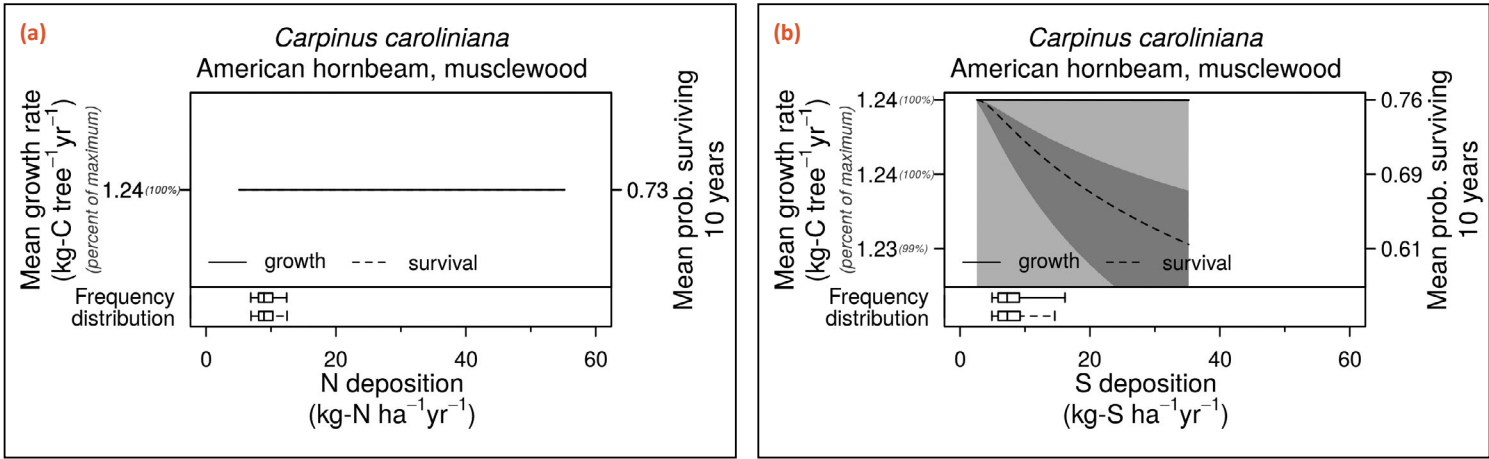 (a)
Carpinus caroliniana
American hornbeam, musclewood
Mean growth rate
(kg-C tree⁻¹yr⁻¹)
(percent of maximum)
1.24 (100%)
0.73
Mean prob. surviving
10 years
growth
survival
Frequency
distribution
0 20 40 60
N deposition
(kg-N ha⁻¹yr⁻¹)
(b)
Carpinus caroliniana
American hornbeam, musclewood
Mean growth rate
(kg-C tree⁻¹yr⁻¹)
(percent of maximum)
1.24 (100%)
1.24 (100%)
1.23 (99%)
0.76
0.69
0.61
Mean prob. surviving
10 years
growth
survival
Frequency
distribution
0 20 40 60
S deposition
(kg-S ha⁻¹yr⁻¹)